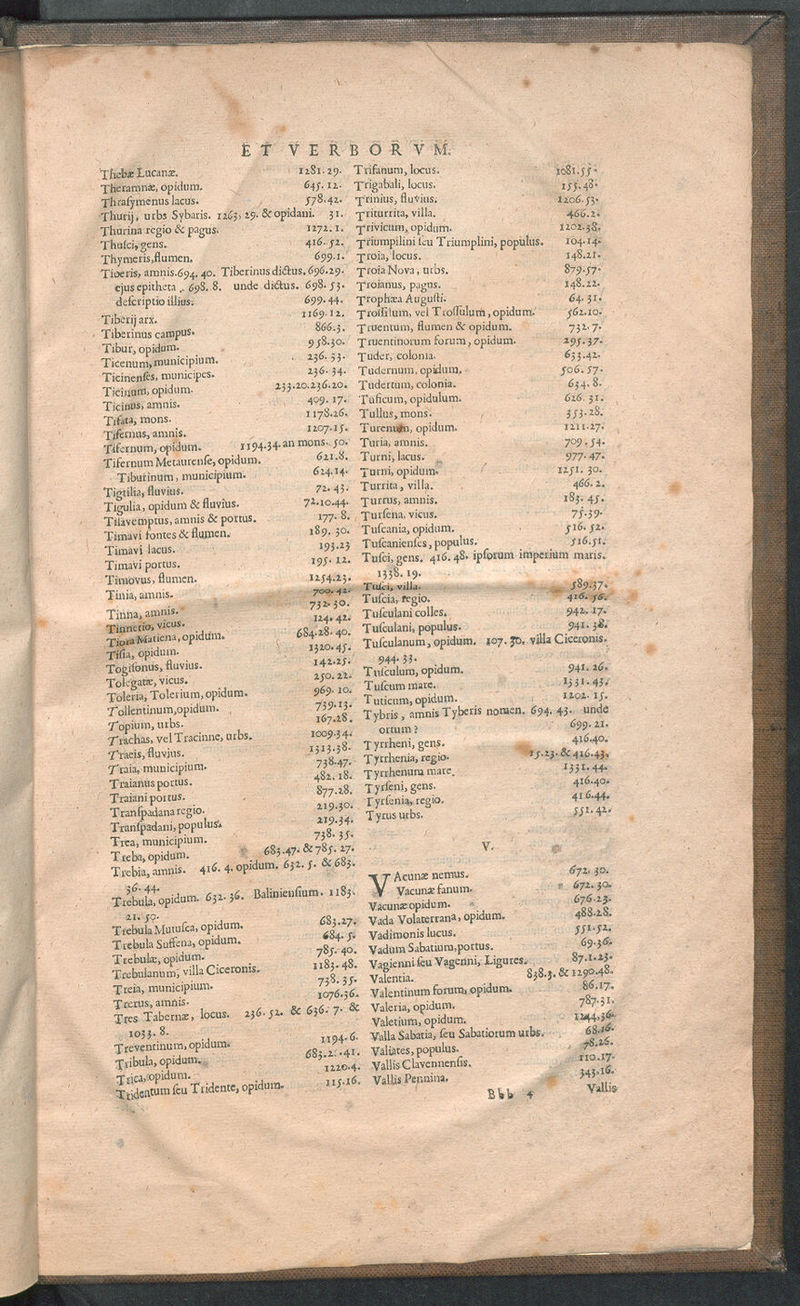 ET VERBORVM.
Thebæ Lucanæ. 1281.29.
Theramnæ, opidum. 645. 12.
Thraſymenus lacus. 578.42.
Thurij, urbs Sybaris. 1263, 29. & opidani. 31.
Thurina regio & pagus. 1272. 1.
Thuſci, gens. 416. 52.
Thymeris, flumen. 699.1.
Tiberis, amnis. 694. 40. Tiberinus dictus. 696.29.
ejus epitheta. 698. 8. unde dictus. 698. 53.
deſcriptio illius. 699. 44.
Tiberij arx. 1169. 12.
Tiberinus campus. 866.3.
Tibur, opidum. 958.30.
Ticenum, municipium. 236. 33.
Ticinenſes, municipes. 236. 34.
Ticinum, opidum. 233.20.236.20.
Ticinus, amnis. 409. 17.
Tifata, mons. 1178.26.
Tifernus, amnis. 1207.15.
Tifernum, opidum. 1194.34. an mons. 50.
Tifernum Metaurenſe, opidum. 621.8.
Tiburinum, municipium. 624.14.
Tigtilia, fluvius. 72. 43.
Tigulia, opidum & fluvius. 72.10.44.
Tilavemptus, amnis & portus. 177. 8.
Timavi fontes & flumen. 189. 30.
Timavi lacus. 193.23
Timavi portus. 195. 12.
Timovus, flumen. 1254.23.
Tinia, amnis. 700. 42.
Tinna, amnis. 732. 30.
Tinnetio, vicus. 124. 42.
Tiora Matiena, opidum. 684.28. 40.
Tiſia, opidum. 1320. 45.
Togiſonus, fluvius. 142.25.
Tolegatæ, vicus. 250. 22.
Toleria, Tolerium, opidum. 969. 10.
Tollentinum, opidum. 739.13.
Topium, urbs. 167.28.
Trachas, vel Tracinne, urbs. 1009.34.
Traeis, fluvius. 1313.38.
Traia, municipium. 738.47.
Traianus portus. 482. 18.
Traiani portus. 877.28.
Tranſpadana regio. 219.30.
Tranſpadani, populus. 219.34.
Trea, municipium. 738. 35.
Treba, opidum. 683.47. & 785. 27.
Trebia, amnis. 416. 4. opidum. 632. 5. & 683.
36. 44.
Trebula, opidum. 632. 36. Balinienſium. 1183.
21. 50.
Trebula Mutuſca, opidum. 683.27.
Trebula Suffena, opidum. 684. 5.
Trebulæ, opidum. 785. 40.
Trebulanum, villa Ciceronis. 1183. 48.
Treia, municipium. 738. 35.
Trerus, amnis. 1076.36.
Tres Tabernæ, locus. 236. 52. & 636. 7. &
1033. 8.
Treventinum, opidum. 1194.6.
Tribula, opidum. 683.2. .41.
Trica, opidum. 1220.4.
Tridentum ſeu Tridente, opidum. 115.16.
Trifanum, locus. 1081.55.
Trigabali, locus. 155. 48.
Trinius, fluvius. 1206.53.
Triturrita, villa. 466.2.
Trivicum, opidum. 1202.38.
Triumpilini ſeu Triumplini, populus. 104.14.
Troia, locus. 148.21.
Troia Nova, urbs. 879.57.
Troianus, pagus. 148.22.
Trophæa Auguſti. 64. 31.
Troſſilum, vel Troſſulum, opidum. 562.10.
Truentum, flumen & opidum. 732. 7.
Truentinorum forum, opidum. 295.37.
Tuder, colonia. 633.42.
Tudernum, opidum. 506. 57.
Tudertum, colonia. 634. 8.
Tuficum, opidulum. 626. 31.
Tullus, mons. 353.28.
Turenum, opidum. 1211.27.
Turia, amnis. 709.54.
Turni, lacus. 977. 47.
Turni, opidum. 1251. 30.
Turrita, villa. 466. 2.
Turrus, amnis. 183. 45.
Turſena, vicus. 75.39.
Tuſcania, opidum. 516. 52.
Tuſcanienſes, populus. 516.51.
Tuſci, gens. 416. 48. ipſorum imperium maris.
1338. 19.
Tuſci, villa. 589.37.
Tuſcia, regio. 416. 56.
Tuſculani colles. 942. 17.
Tuſculani, populus. 941. 38.
Tuſculanum, opidum. 107. 30. villa Ciceronis.
944. 33.
Tuſculum, opidum. 941. 26.
Tuſcum mare. 1331. 43.
Tuticum, opidum. 1202. 15.
Tybris, amnis Tyberis nomen. 694. 43. unde
ortum? 699. 21.
Tyrrheni, gens. 416.40.
Tyrrhenia, regio. 15.23. & 416.43.
Tyrrhenum mare. 1331. 44.
Tyrſeni, gens. 416.40.
Tyrſenia, regio. 416.44.
Tyrus urbs. 551. 42.
V.
VAcunæ nemus. 672. 30.
Vacunæ fanum. 672. 30.
Vacunæ opidum. 676.23.
Vada Volaterrana, opidum. 488.28.
Vadimonis lucus. 551.52.
Vadum Sabatium, portus. 69.36.
Vagienni ſeu Vagenni, Ligures. 87.1.23.
Valentia. 838.3. & 1290.48.
Valentinum forum, opidum. 86.17.
Valeria, opidum. 787.31.
Valetium, opidum. 1244.36.
Valla Sabatia, ſeu Sabatiorum urbs. 68.16.
Valiates, populus. 78.26.
Vallis Clavennenſis. 110.17.
Vallis Pennina. 343.16.
Bbb 4 Vallis